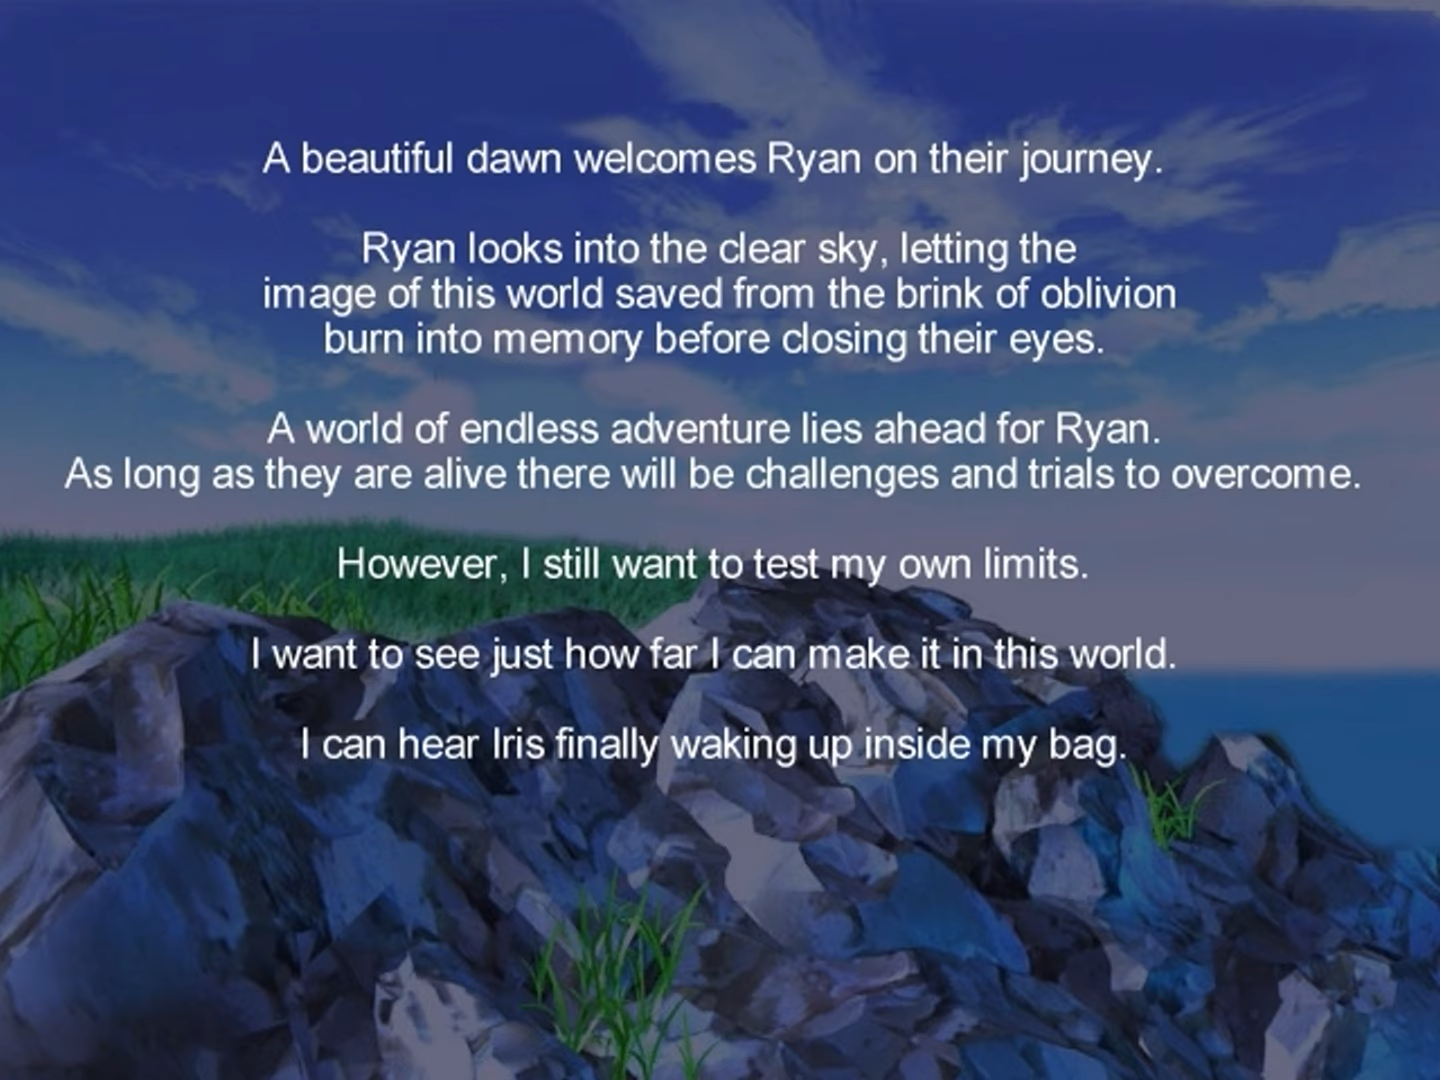 A beautiful dawn welcomes Ryan on their journey.
Ryan looks into the clear sky, letting the
image of this world saved from the brink of oblivion
burn into memory before closing their eyes.
A world of endless adventure lies ahead for Ryan.
As long as they are alive there will be challenges and trials to overcome.
However, I still want to test my own limits.
I want to see just how far I can make it in this world.
I can hear Iris finally waking up inside my bag.